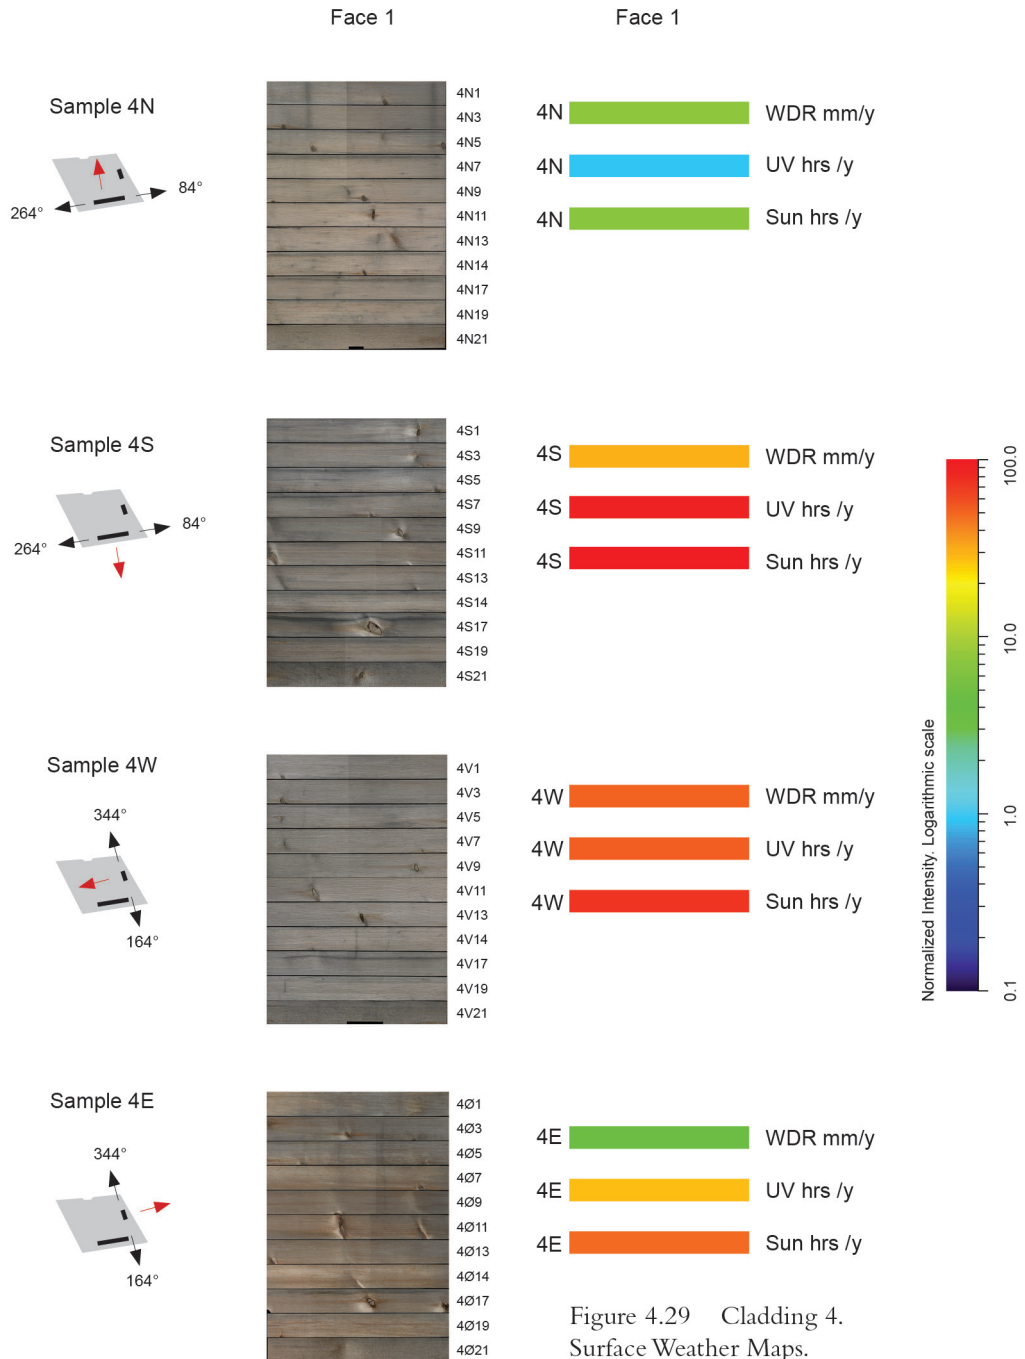 Face 1
Face 1
Sample 4N
84°
264°
4N1
4N3
4N5
4N7
4N9
4N11
4N13
4N14
4N17
4N19
4N21
4N WDR mm/y
4N UV hrs /y
4N Sun hrs /y
Sample 4S
84°
264°
4S1
4S3
4S5
4S7
4S9
4S11
4S13
4S14
4S17
4S19
4S21
4S WDR mm/y
4S UV hrs /y
4S Sun hrs /y
Sample 4W
344°
164°
4V1
4V3
4V5
4V7
4V9
4V11
4V13
4V14
4V17
4V19
4V21
4W WDR mm/y
4W UV hrs /y
4W Sun hrs /y
Sample 4E
344°
164°
4Ø1
4Ø3
4Ø5
4Ø7
4Ø9
4Ø11
4Ø13
4Ø14
4Ø17
4Ø19
4Ø21
4E WDR mm/y
4E UV hrs /y
4E Sun hrs /y
Normalized Intensity. Logarithmic scale
100.0
10.0
1.0
0.1
Figure 4.29 Cladding 4.
Surface Weather Maps.